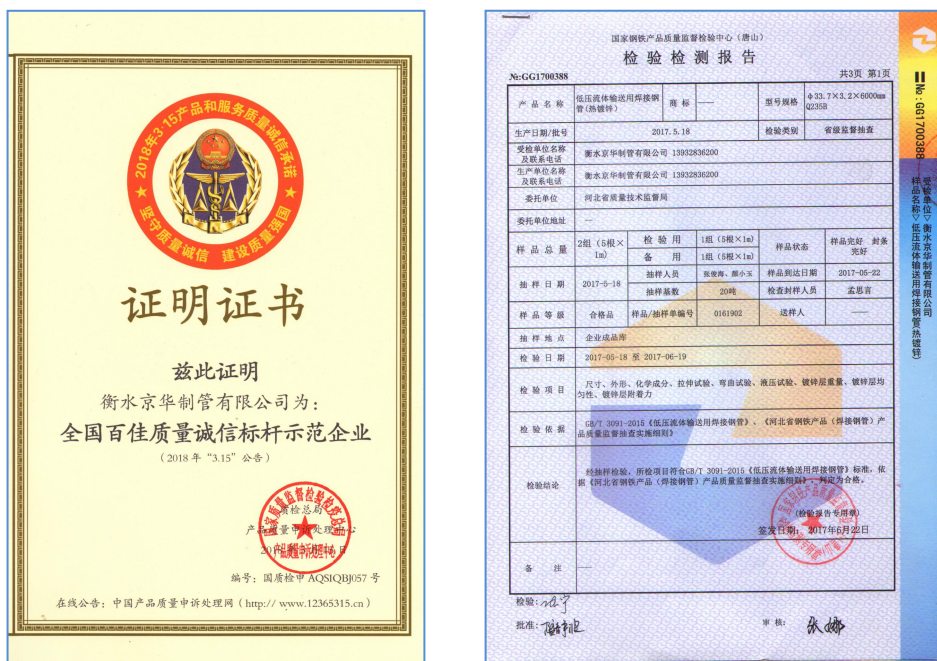 2018年3·15产品和服务质量诚信承诺
坚守质量诚信 建设质量强国
证明证书
兹此证明
衡水京华制管有限公司为：
全国百佳质量诚信标杆示范企业
（2018 年“3.15”公告）
质检总局
产品质量申诉处理中心
编号：国质检申 AQSIQBJ057 号
在线公告：中国产品质量申诉处理网（http:// www.12365315.cn）
国家钢铁产品质量监督检验中心（唐山）
检验检测报告
№:GG1700388 共3页 第1页
产品名称 低压流体输送用焊接钢管(热镀锌) 商标 —— 型号规格 φ33.7×3.2×6000mm Q235B
生产日期/批号 2017.5.18 检验类别 省级监督抽查
受检单位名称及联系电话 衡水京华制管有限公司 13932836200
生产单位名称及联系电话 衡水京华制管有限公司 13932836200
委托单位 河北省质量技术监督局
委托单位地址 —
样品总量 2组（5根×1m） 检验用 1组（5根×1m） 样品状态 样品完好 封条完好
备用 1组（5根×1m）
抽样日期 2017-5-18 抽样人员 张俊海、颜小玉 样品到达日期 2017-05-22
抽样基数 20吨 检查封样人员 孟思言
样品等级 合格品 样品/抽样单编号 0161902 送样人 ——
抽样地点 企业成品库
检验日期 2017-05-18 至 2017-06-19
检验项目 尺寸、外形、化学成分、拉伸试验、弯曲试验、液压试验、镀锌层重量、镀锌层均匀性、镀锌层附着力
检验依据 GB/T 3091-2015《低压流体输送用焊接钢管》、《河北省钢铁产品（焊接钢管）产品质量监督抽查实施细则》
检验结论 经抽样检验，所检项目符合GB/T 3091-2015《低压流体输送用焊接钢管》标准，依据《河北省钢铁产品（焊接钢管）产品质量监督抽查实施细则》，判定为合格。
（检验报告专用章）
签发日期：2017年6月22日
备注 ——
检验：
批准： 审核：
№:GG1700388
受检单位▽衡水京华制管有限公司
样品名称▽低压流体输送用焊接钢管(热镀锌)